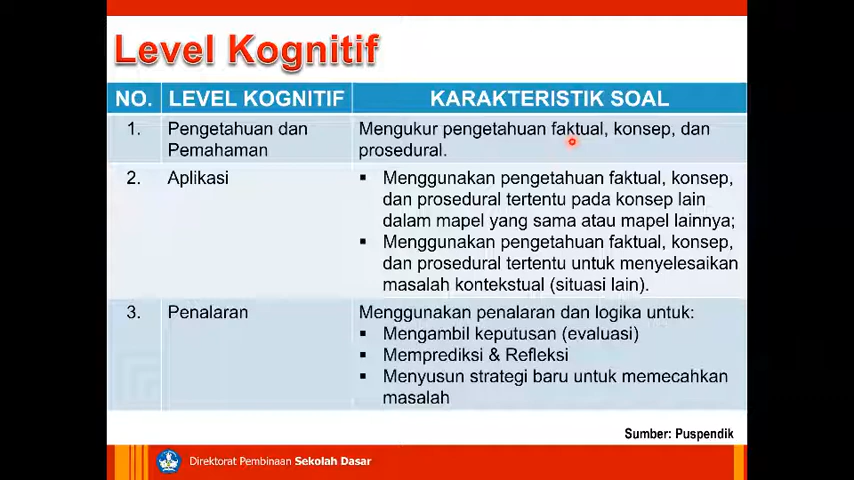 Level Kognitif
NO. LEVEL KOGNITIF KARAKTERISTIK SOAL
1. Pengetahuan dan Pemahaman
Mengukur pengetahuan faktual, konsep, dan
prosedural.
2. Aplikasi
▪ Menggunakan pengetahuan faktual, konsep,
dan prosedural tertentu pada konsep lain
dalam mapel yang sama atau mapel lainnya;
▪ Menggunakan pengetahuan faktual, konsep,
dan prosedural tertentu untuk menyelesaikan
masalah kontekstual (situasi lain).
3. Penalaran
Menggunakan penalaran dan logika untuk:
▪ Mengambil keputusan (evaluasi)
▪ Memprediksi & Refleksi
▪ Menyusun strategi baru untuk memecahkan
masalah
Sumber: Puspendik
Direktorat Pembinaan Sekolah Dasar